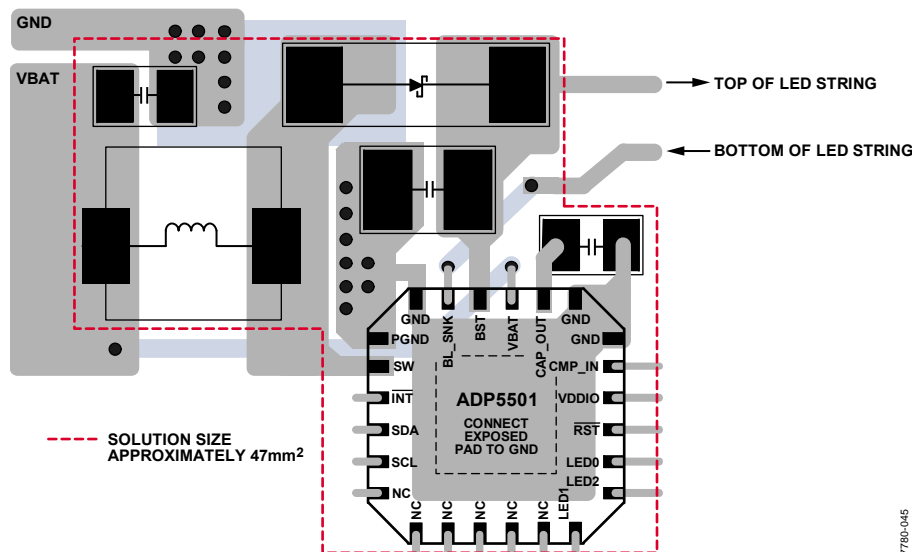 GND
VBAT
TOP OF LED STRING
BOTTOM OF LED STRING
GND
BL_SNK
BST
VBAT
CAP_OUT
GND
PGND
GND
SW
CMP_IN
INT
VDDIO
SDA
RST
SCL
LED0
NC
LED2
ADP5501
CONNECT
EXPOSED
PAD TO GND
NC
NC
NC
NC
NC
LED1
SOLUTION SIZE
APPROXIMATELY 47mm²
7780-045